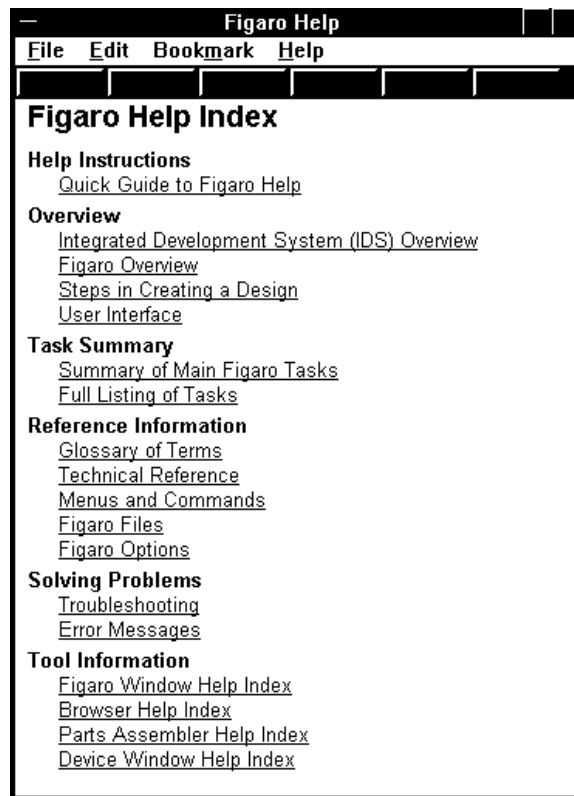 Figaro Help
File Edit Bookmark Help
Figaro Help Index
Help Instructions
Quick Guide to Figaro Help
Overview
Integrated Development System (IDS) Overview
Figaro Overview
Steps in Creating a Design
User Interface
Task Summary
Summary of Main Figaro Tasks
Full Listing of Tasks
Reference Information
Glossary of Terms
Technical Reference
Menus and Commands
Figaro Files
Figaro Options
Solving Problems
Troubleshooting
Error Messages
Tool Information
Figaro Window Help Index
Browser Help Index
Parts Assembler Help Index
Device Window Help Index